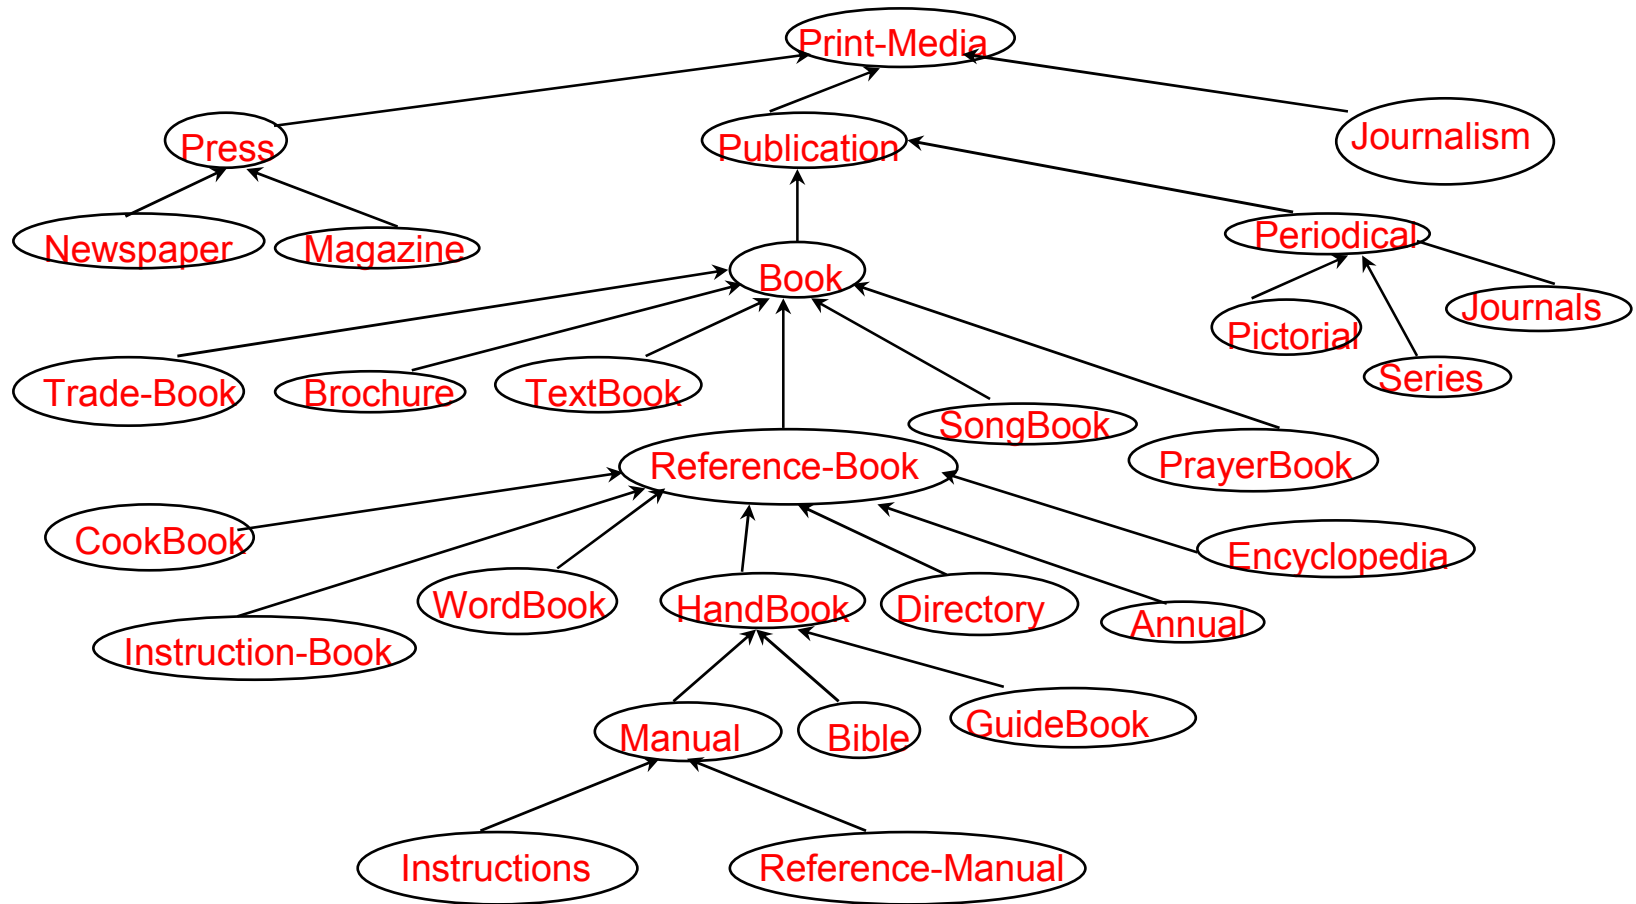 Print-Media
Press
Publication
Journalism
Newspaper
Magazine
Periodical
Book
Journals
Pictorial
Trade-Book
Brochure
TextBook
Series
SongBook
Reference-Book
PrayerBook
CookBook
Encyclopedia
WordBook
HandBook
Directory
Annual
Instruction-Book
Manual
Bible
GuideBook
Instructions
Reference-Manual